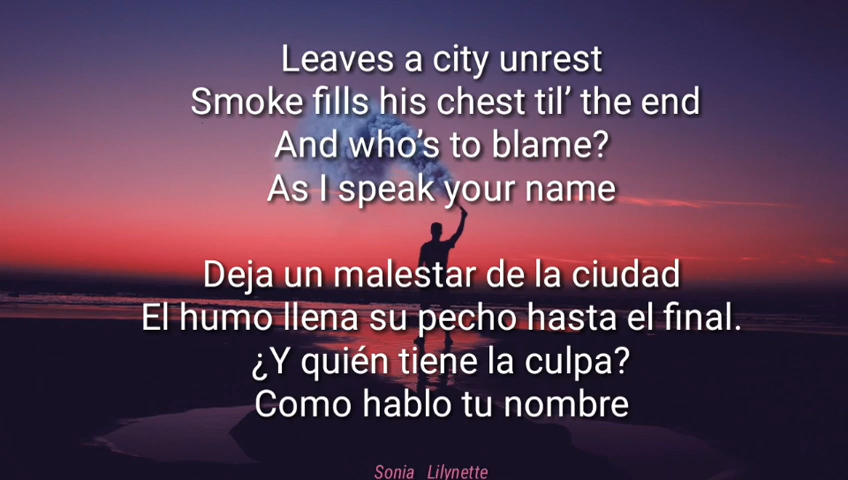 Leaves a city unrest
Smoke fills his chest til’ the end
And who’s to blame?
As I speak your name
Deja un malestar de la ciudad
El humo llena su pecho hasta el final.
¿Y quién tiene la culpa?
Como hablo tu nombre
Sonia Lilynette